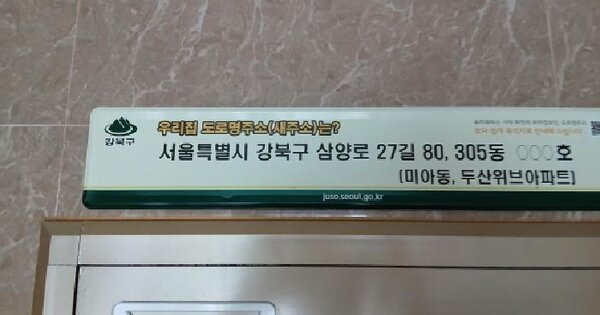 우리집 도로명주소(새주소)는?
강북구
서울특별시 강북구 삼양로 27길 80, 305동 ○○○호
(미아동, 두산위브아파트)
juso.seoul.go.kr